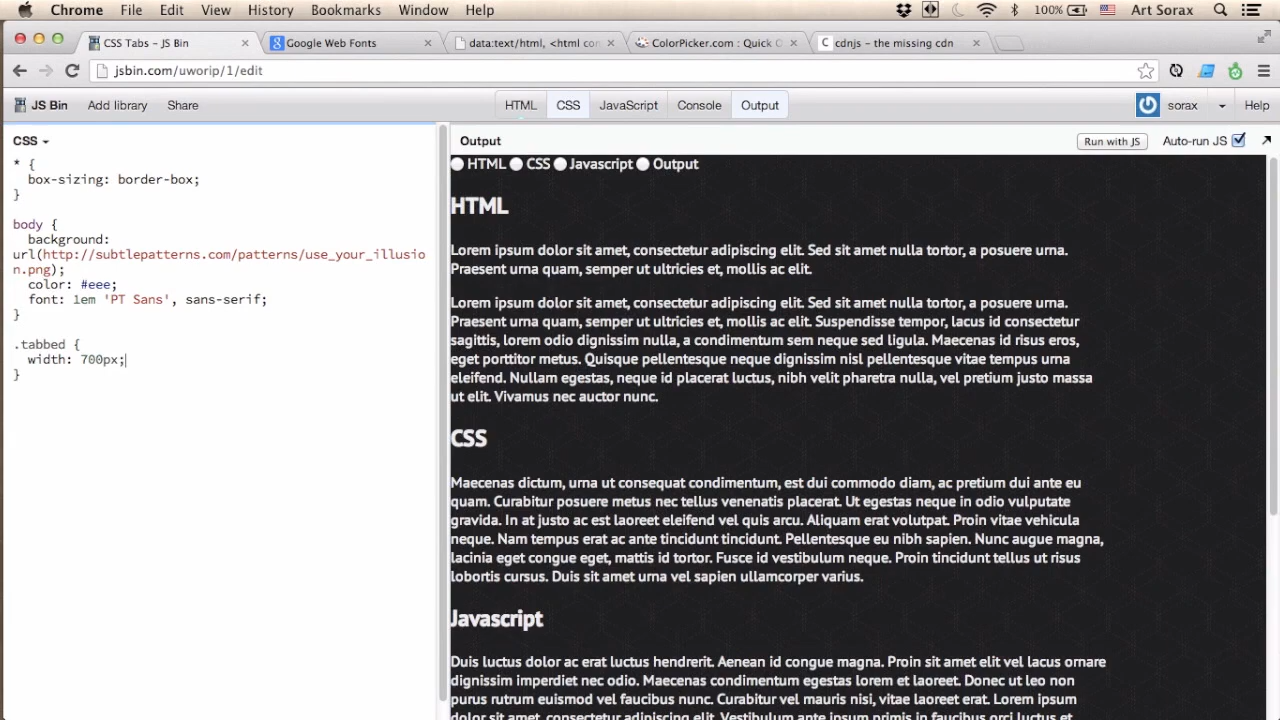 Chrome File Edit View History Bookmarks Window Help 100% Art Sorax
CSS Tabs – JS Bin × Google Web Fonts × data:text/html, <html con × ColorPicker.com : Quick C × C cdnjs – the missing cdn ×
jsbin.com/uworip/1/edit
JS Bin Add library Share HTML CSS JavaScript Console Output sorax Help
CSS
* {
box-sizing: border-box;
}
body {
background:
url(http://subtlepatterns.com/patterns/use_your_illusio
n.png);
color: #eee;
font: 1em 'PT Sans', sans-serif;
}
.tabbed {
width: 700px;
}
Output Run with JS Auto-run JS
HTML CSS Javascript Output
HTML
Lorem ipsum dolor sit amet, consectetur adipiscing elit. Sed sit amet nulla tortor, a posuere urna.
Praesent urna quam, semper ut ultricies et, mollis ac elit.
Lorem ipsum dolor sit amet, consectetur adipiscing elit. Sed sit amet nulla tortor, a posuere urna.
Praesent urna quam, semper ut ultricies et, mollis ac elit. Suspendisse tempor, lacus id consectetur
sagittis, lorem odio dignissim nulla, a condimentum sem neque sed ligula. Maecenas id risus eros,
eget porttitor metus. Quisque pellentesque neque dignissim nisl pellentesque vitae tempus urna
eleifend. Nullam egestas, neque id placerat luctus, nibh velit pharetra nulla, vel pretium justo massa
ut elit. Vivamus nec auctor nunc.
CSS
Maecenas dictum, urna ut consequat condimentum, est dui commodo diam, ac pretium dui ante eu
quam. Curabitur posuere metus nec tellus venenatis placerat. Ut egestas neque in odio vulputate
gravida. In at justo ac est laoreet eleifend vel quis arcu. Aliquam erat volutpat. Proin vitae vehicula
neque. Nam tempus erat ac ante tincidunt tincidunt. Pellentesque eu nibh sapien. Nunc augue magna,
lacinia eget congue eget, mattis id tortor. Fusce id vestibulum neque. Proin tincidunt tellus ut risus
lobortis cursus. Duis sit amet urna vel sapien ullamcorper varius.
Javascript
Duis luctus dolor ac erat luctus hendrerit. Aenean id congue magna. Proin sit amet elit vel lacus ornare
dignissim imperdiet nec odio. Maecenas condimentum egestas lorem et laoreet. Donec ut leo non
purus rutrum euismod vel faucibus nunc. Curabitur vel mauris nisi, vitae laoreet erat. Lorem ipsum
dolor sit amet, consectetur adipiscing elit. Vestibulum ante ipsum primis in faucibus orci luctus et